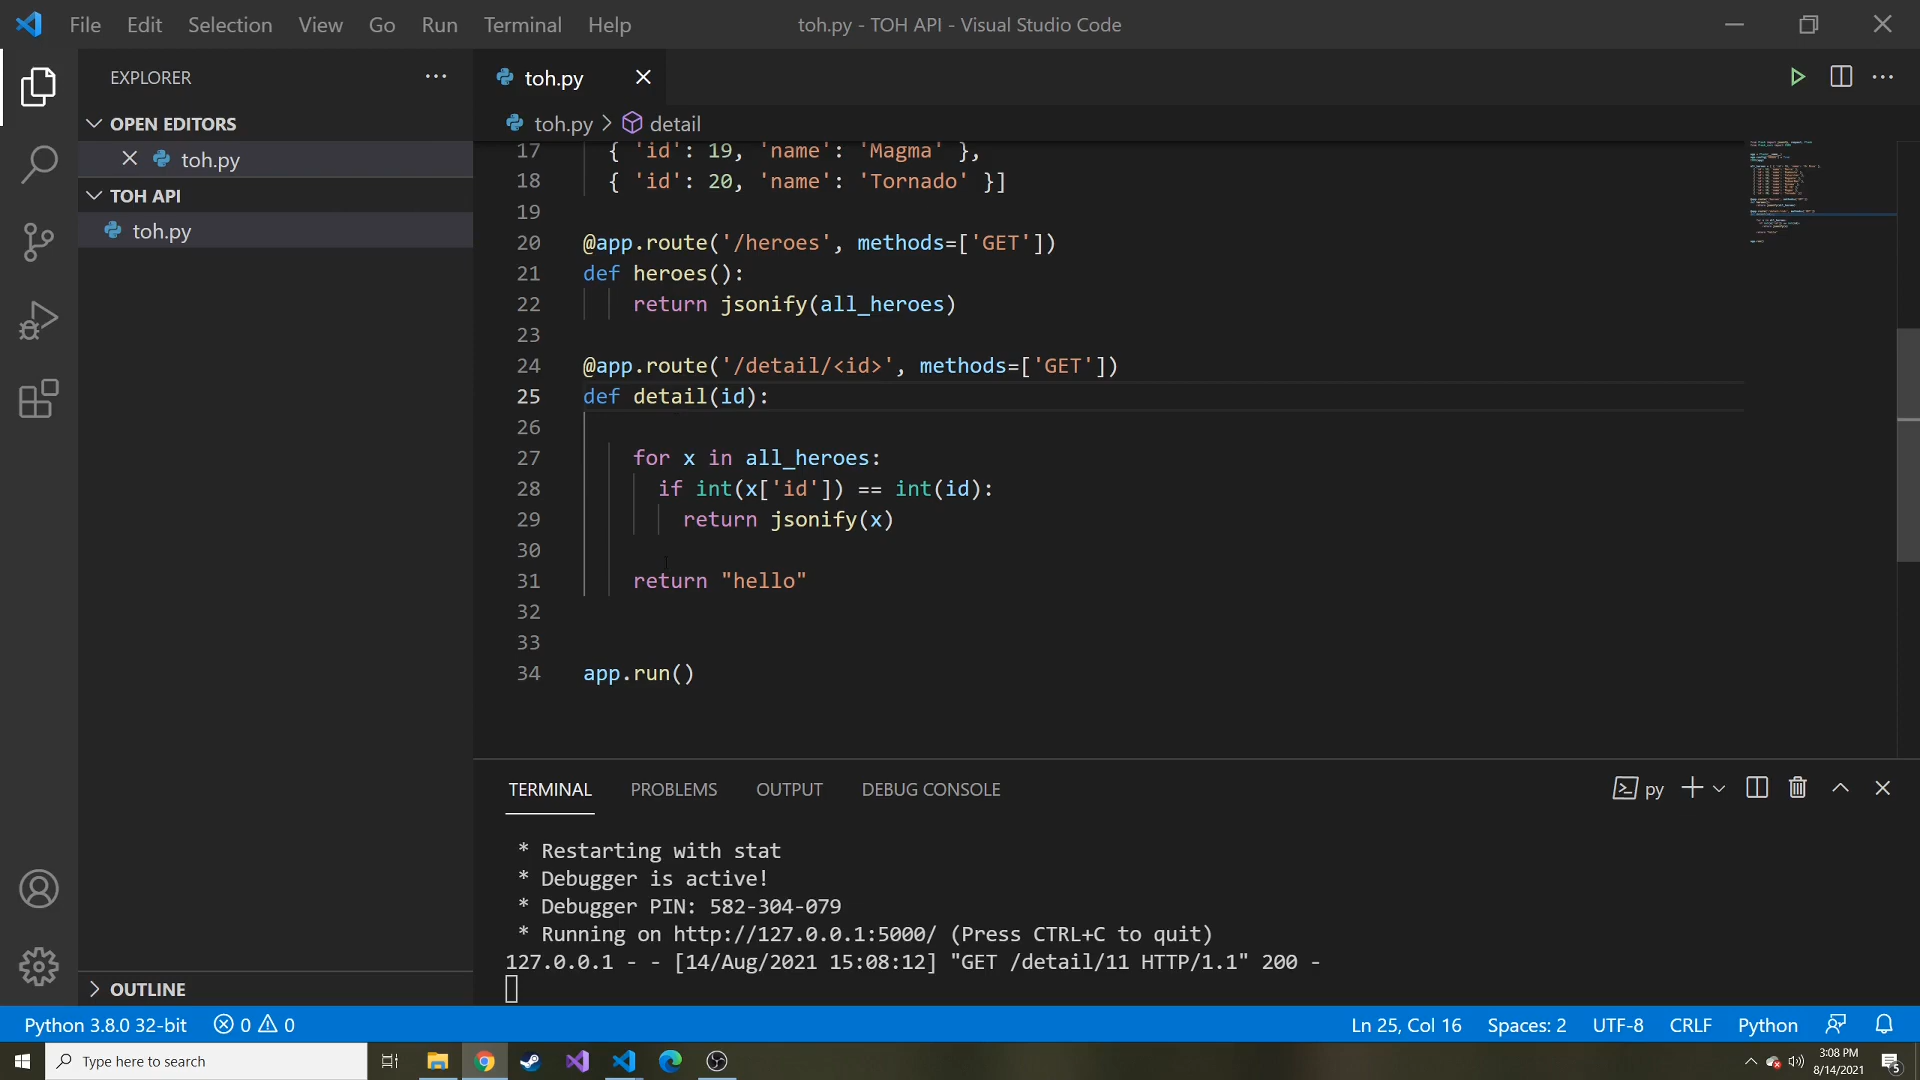 File Edit Selection View Go Run Terminal Help
toh.py - TOH API - Visual Studio Code
EXPLORER
OPEN EDITORS
toh.py
TOH API
toh.py
OUTLINE
toh.py
toh.py > detail
17 { 'id': 19, 'name': 'Magma' },
18 { 'id': 20, 'name': 'Tornado' }]
19
20 @app.route('/heroes', methods=['GET'])
21 def heroes():
22 return jsonify(all_heroes)
23
24 @app.route('/detail/<id>', methods=['GET'])
25 def detail(id):
26
27 for x in all_heroes:
28 if int(x['id']) == int(id):
29 return jsonify(x)
30
31 return "hello"
32
33
34 app.run()
TERMINAL PROBLEMS OUTPUT DEBUG CONSOLE
py
* Restarting with stat
* Debugger is active!
* Debugger PIN: 582-304-079
* Running on http://127.0.0.1:5000/ (Press CTRL+C to quit)
127.0.0.1 - - [14/Aug/2021 15:08:12] "GET /detail/11 HTTP/1.1" 200 -
Python 3.8.0 32-bit 0 0
Ln 25, Col 16 Spaces: 2 UTF-8 CRLF Python
Type here to search
3:08 PM
8/14/2021
5